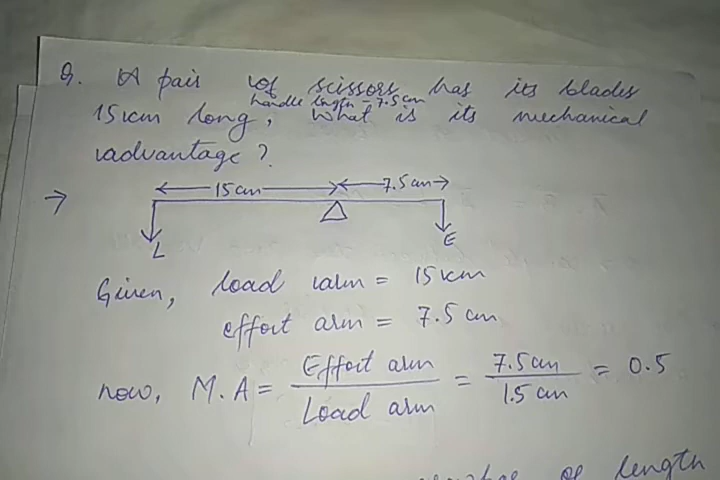 Q. A pair of scissors has its blades
handle length = 7.5 cm
15 cm long, What is its mechanical
advantage?
→ 15 cm 7.5 cm
L E
Given, load arm = 15 cm
effort arm = 7.5 cm
now, M.A = Effort arm / Load arm = 7.5 cm / 1.5 cm = 0.5
of length